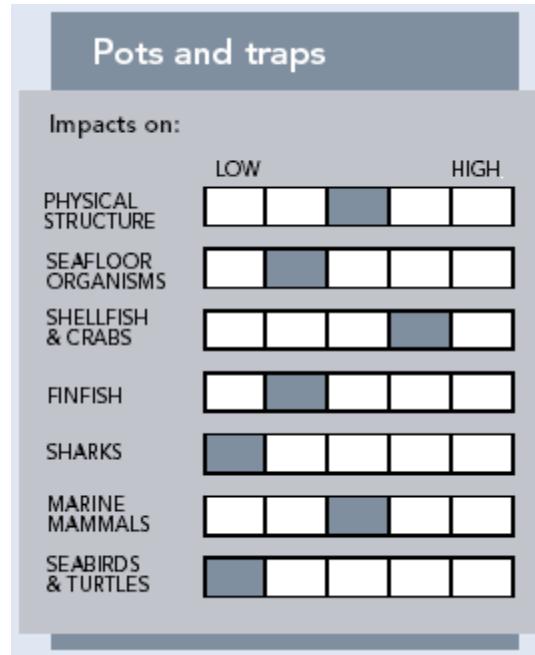 Pots and traps
Impacts on:
LOW HIGH
PHYSICAL
STRUCTURE
SEAFLOOR
ORGANISMS
SHELLFISH
& CRABS
FINFISH
SHARKS
MARINE
MAMMALS
SEABIRDS
& TURTLES